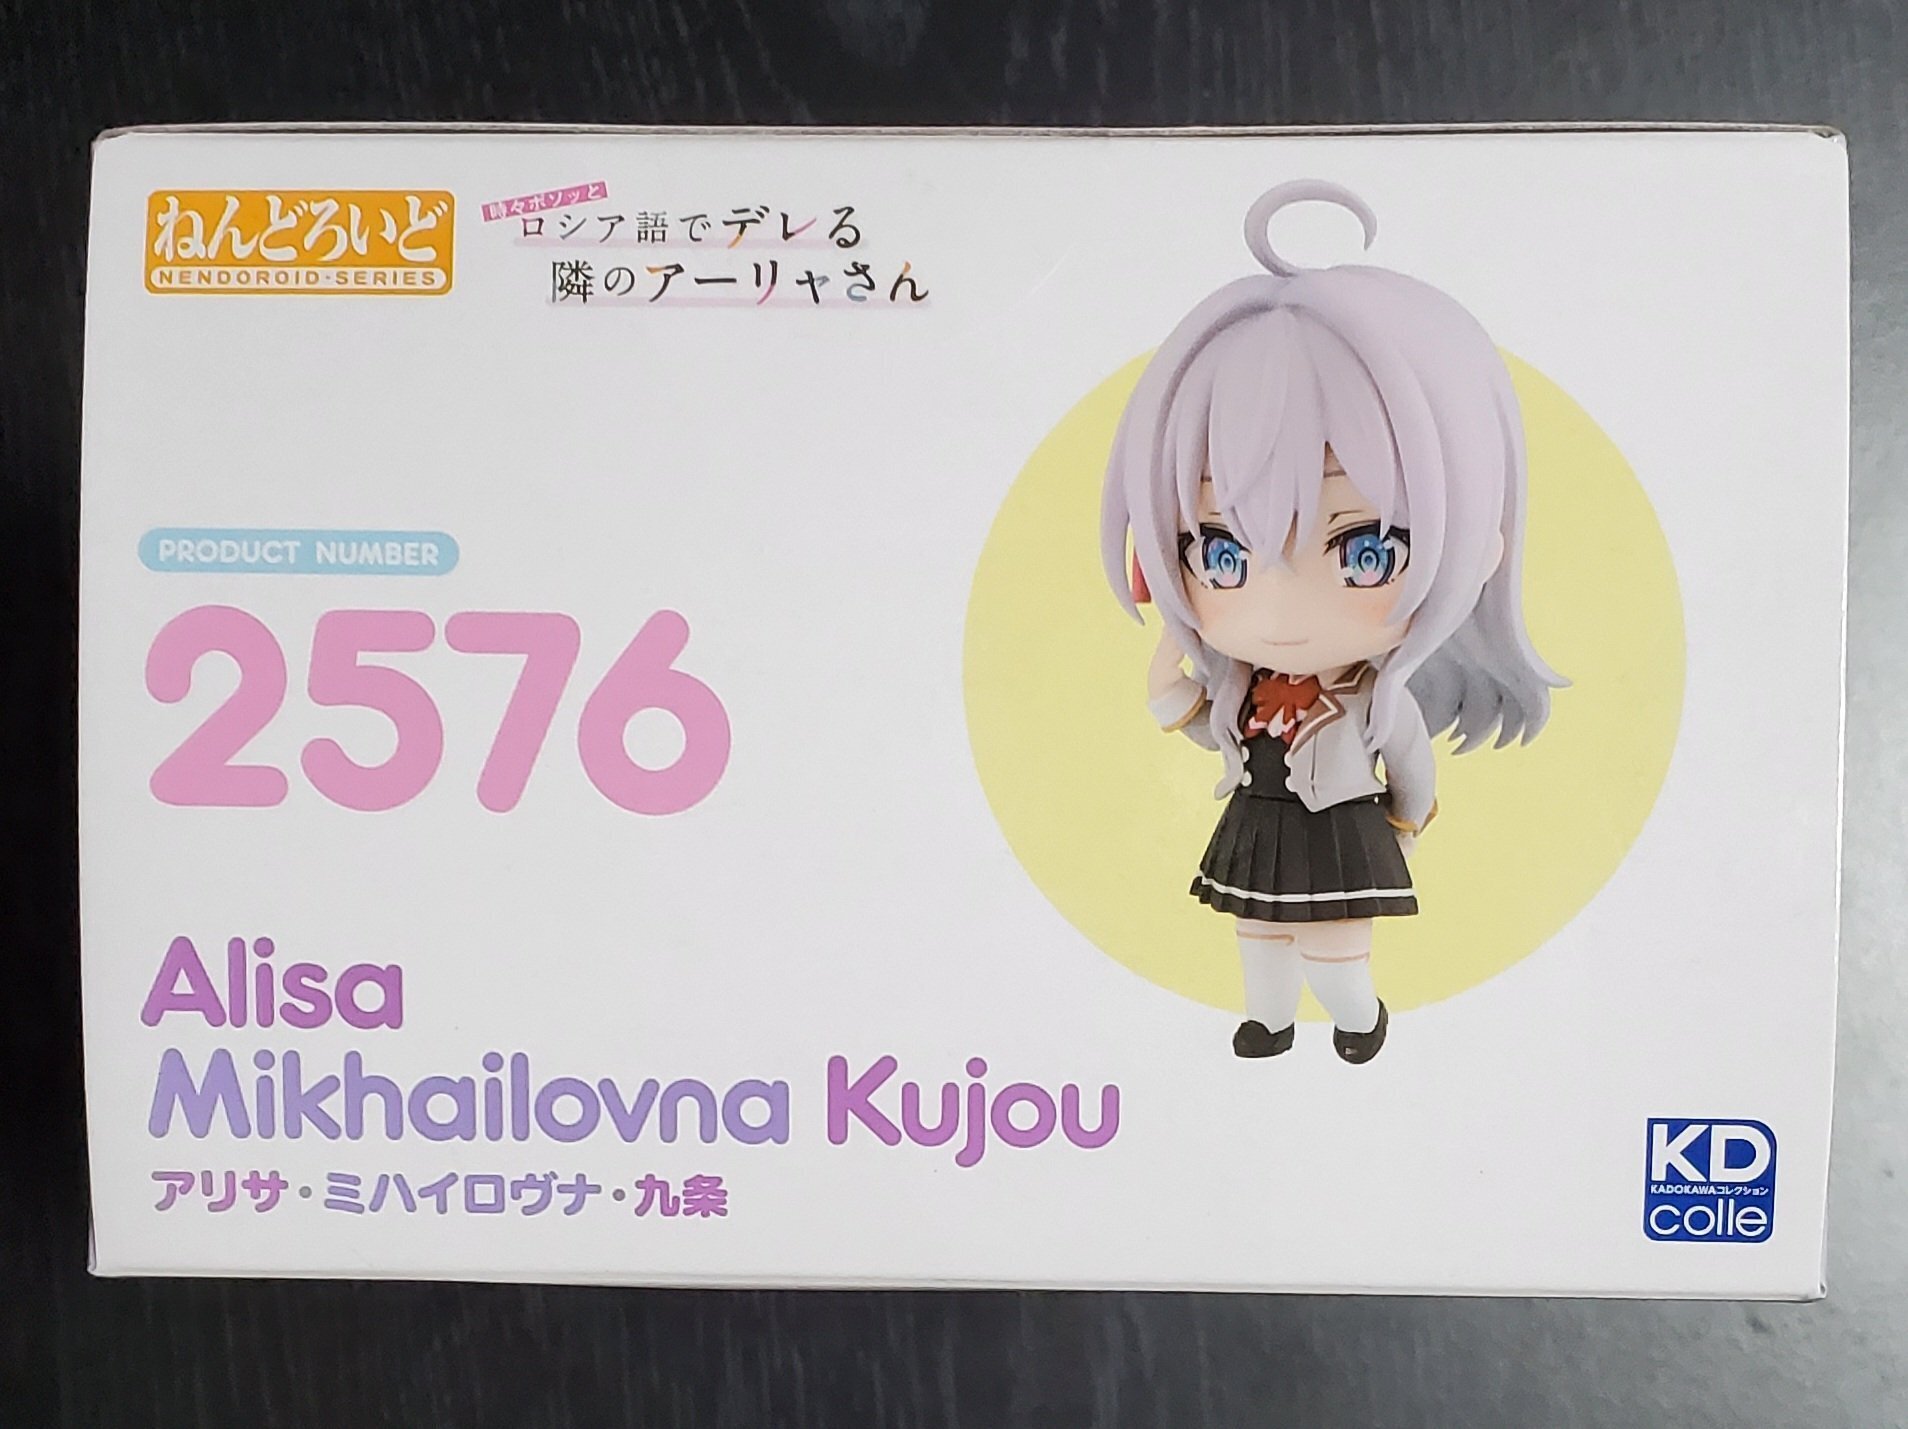 ねんどろいど
NENDOROID·SERIES
時々ボソッと
ロシア語でデレる
隣のアーリャさん
PRODUCT NUMBER
2576
Alisa
Mikhailovna Kujou
アリサ・ミハイロヴナ・九条
KD
KADOKAWAコレクション
colle